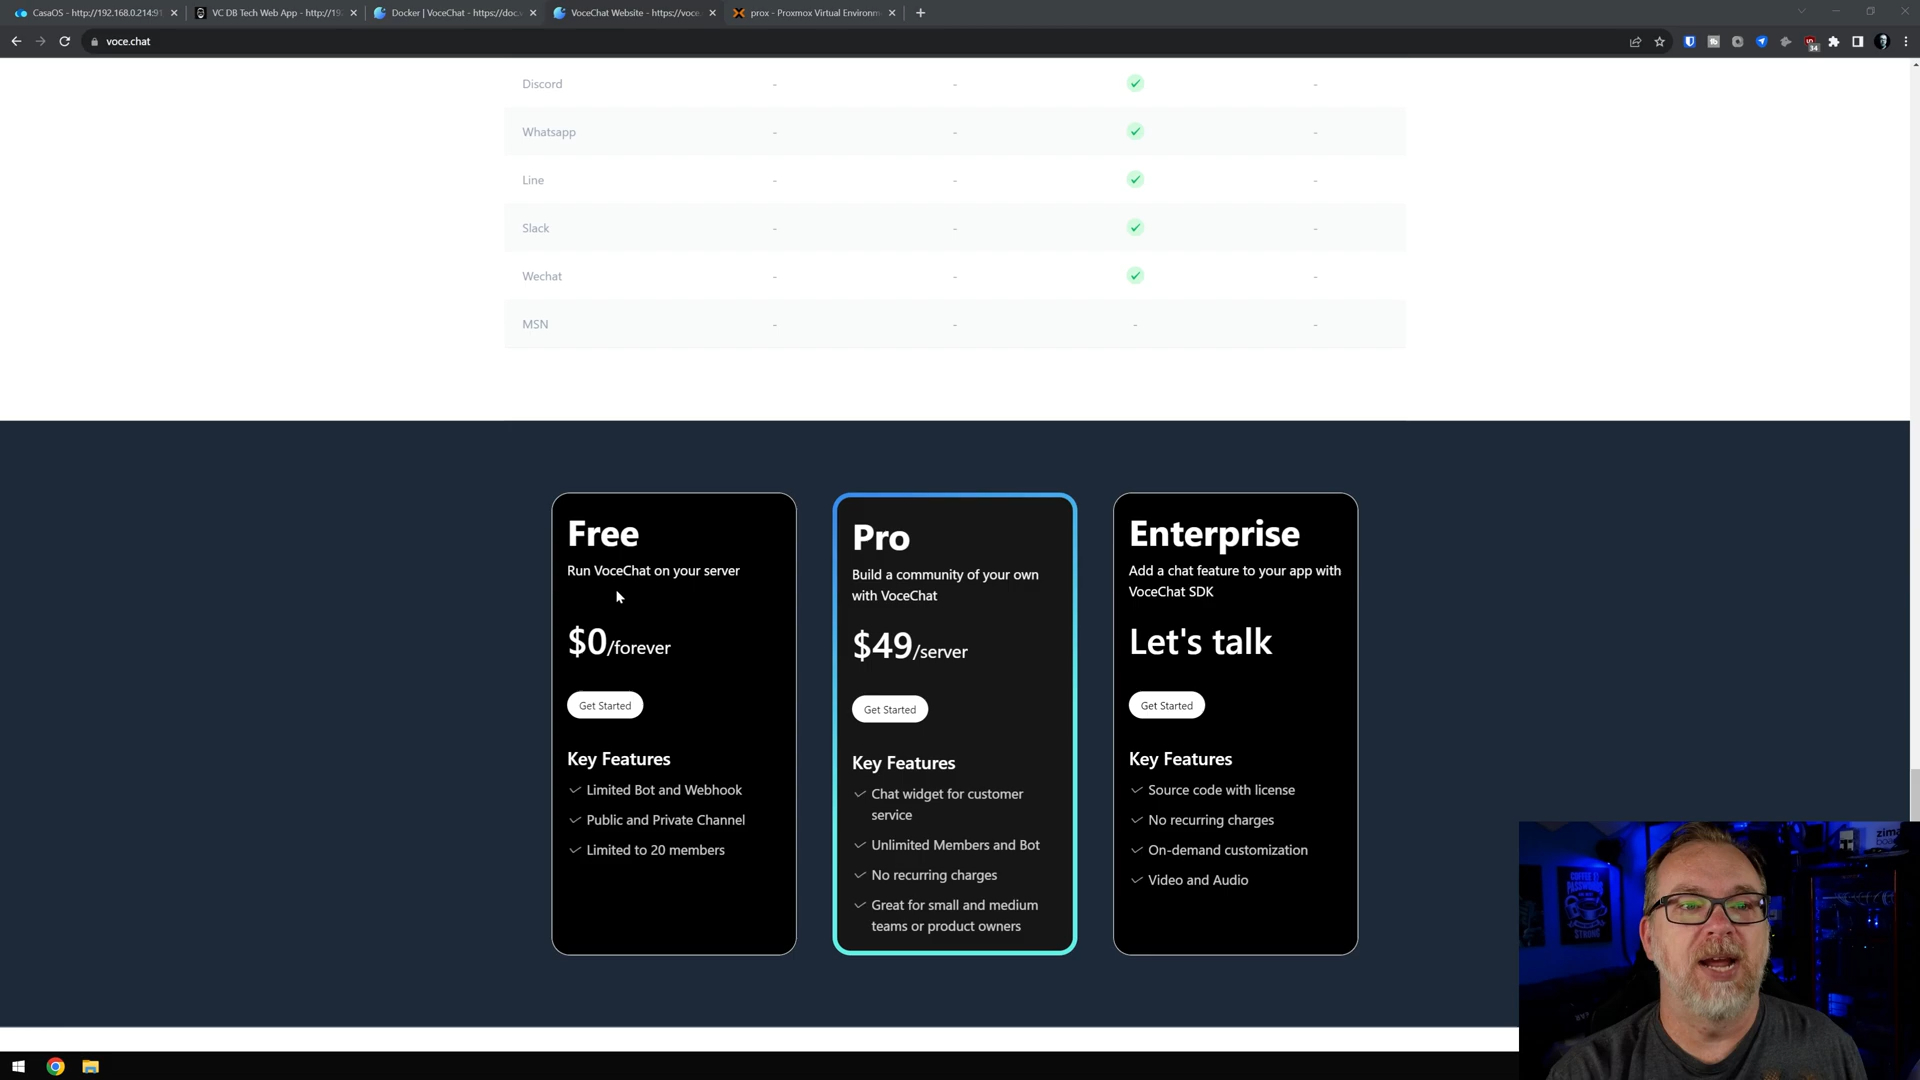 CasaOS - http://192.168.0.214:91
VC DB Tech Web App - http://19
Docker | VoceChat - https://doc.
VoceChat Website - https://voce.
prox - Proxmox Virtual Environm
voce.chat
34
Discord - - -
Whatsapp - - -
Line - - -
Slack - - -
Wechat - - -
MSN - - - -
Free
Run VoceChat on your server
$0/forever
Get Started
Key Features
Limited Bot and Webhook
Public and Private Channel
Limited to 20 members
Pro
Build a community of your own
with VoceChat
$49/server
Get Started
Key Features
Chat widget for customer
service
Unlimited Members and Bot
No recurring charges
Great for small and medium
teams or product owners
Enterprise
Add a chat feature to your app with
VoceChat SDK
Let's talk
Get Started
Key Features
Source code with license
No recurring charges
On-demand customization
Video and Audio
zima
COFFEE
PASSWORDS
STRONG